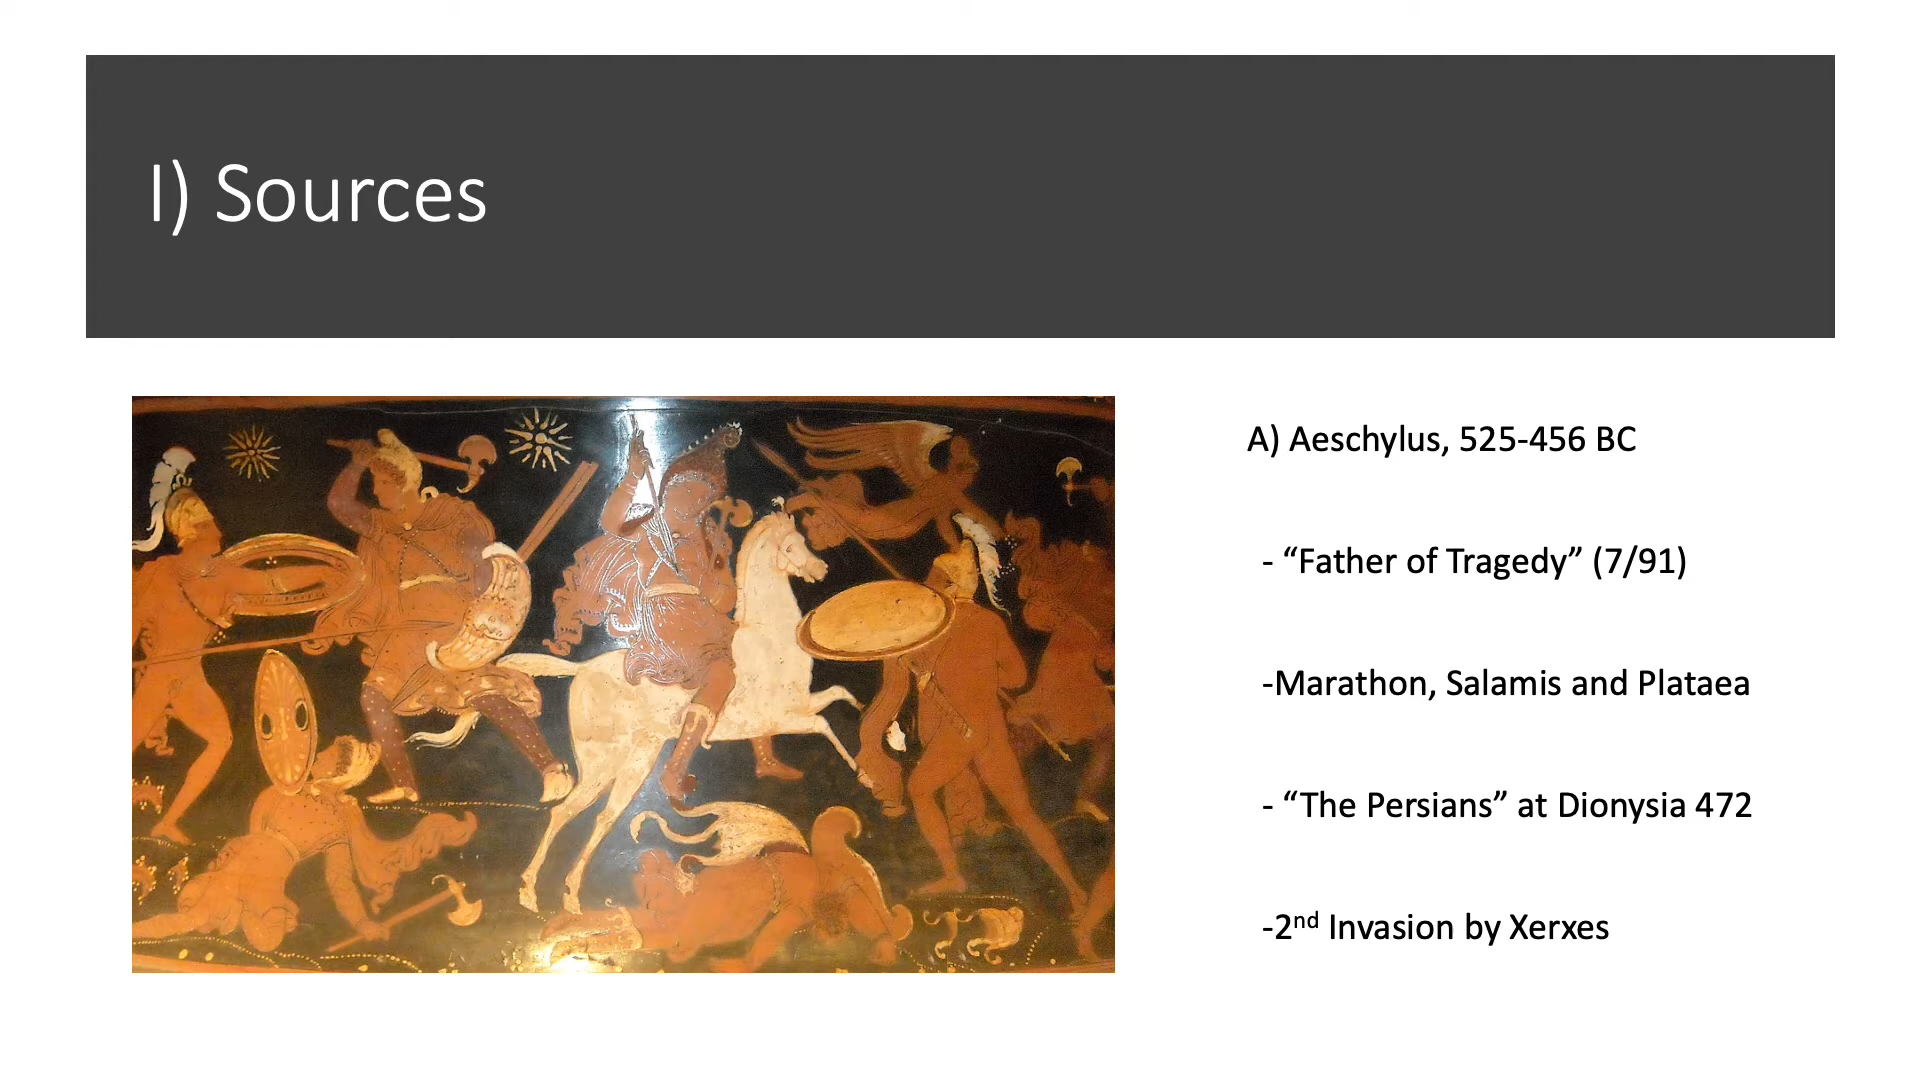 I) Sources
A) Aeschylus, 525-456 BC
- “Father of Tragedy” (7/91)
-Marathon, Salamis and Plataea
- “The Persians” at Dionysia 472
-2nd Invasion by Xerxes